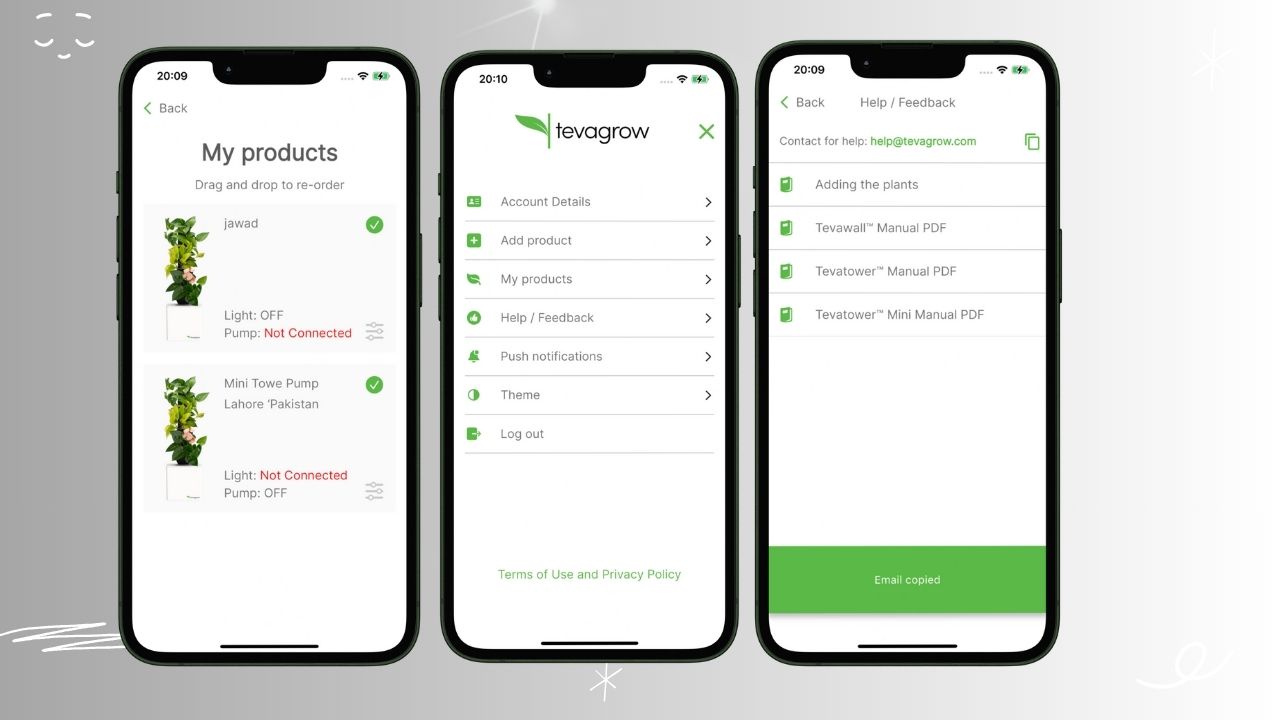 20:09
Back
My products
Drag and drop to re-order
jawad
Light: OFF
Pump: Not Connected
Mini Towe Pump
Lahore ‘Pakistan
Light: Not Connected
Pump: OFF
20:10
tevagrow
Account Details
Add product
My products
Help / Feedback
Push notifications
Theme
Log out
Terms of Use and Privacy Policy
20:09
Back Help / Feedback
Contact for help: help@tevagrow.com
Adding the plants
Tevawall™ Manual PDF
Tevatower™ Manual PDF
Tevatower™ Mini Manual PDF
Email copied